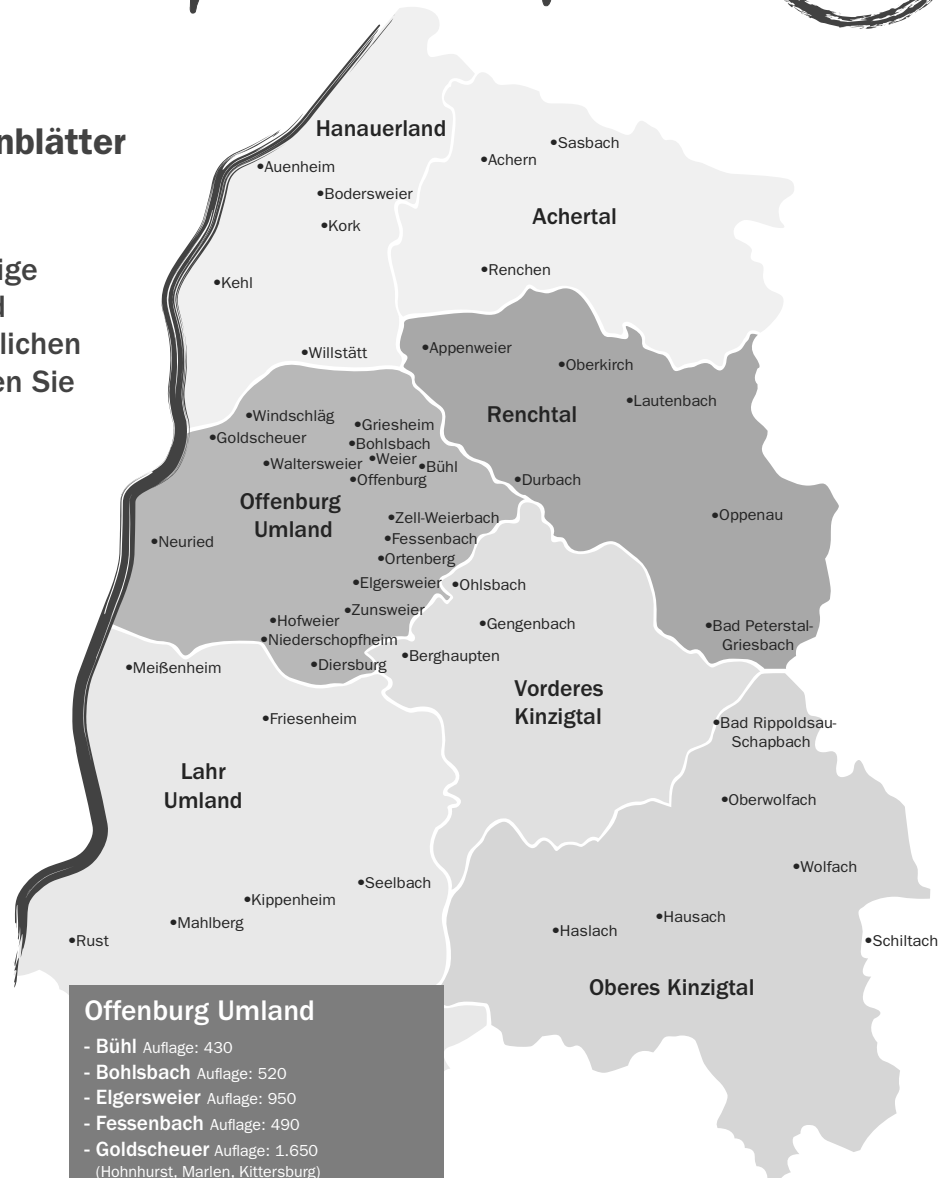 nblätter
ige
d
lichen
en Sie
Hanauerland
•Auenheim
•Bodersweier
•Kork
•Kehl
•Willstätt
•Sasbach
•Achern
Achertal
•Renchen
•Appenweier
•Oberkirch
•Lautenbach
Renchtal
•Durbach
•Oppenau
•Bad Peterstal-
Griesbach
•Windschläg
•Griesheim
•Goldscheuer
•Bohlsbach
•Weier
•Waltersweier
•Bühl
•Offenburg
Offenburg
Umland
•Zell-Weierbach
•Fessenbach
•Neuried
•Ortenberg
•Elgersweier
•Zunsweier
•Hofweier
•Niederschopfheim
•Diersburg
•Ohlsbach
•Gengenbach
•Berghaupten
Vorderes
Kinzigtal
•Meißenheim
•Friesenheim
Lahr
Umland
•Seelbach
•Kippenheim
•Mahlberg
•Rust
•Bad Rippoldsau-
Schapbach
•Oberwolfach
•Wolfach
•Hausach
•Haslach
•Schiltach
Oberes Kinzigtal
Offenburg Umland
- Bühl Auflage: 430
- Bohlsbach Auflage: 520
- Elgersweier Auflage: 950
- Fessenbach Auflage: 490
- Goldscheuer Auflage: 1.650
(Hohnhurst, Marlen, Kittersburg)